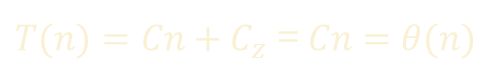 T(n) = Cn + C_z = Cn = θ(n)